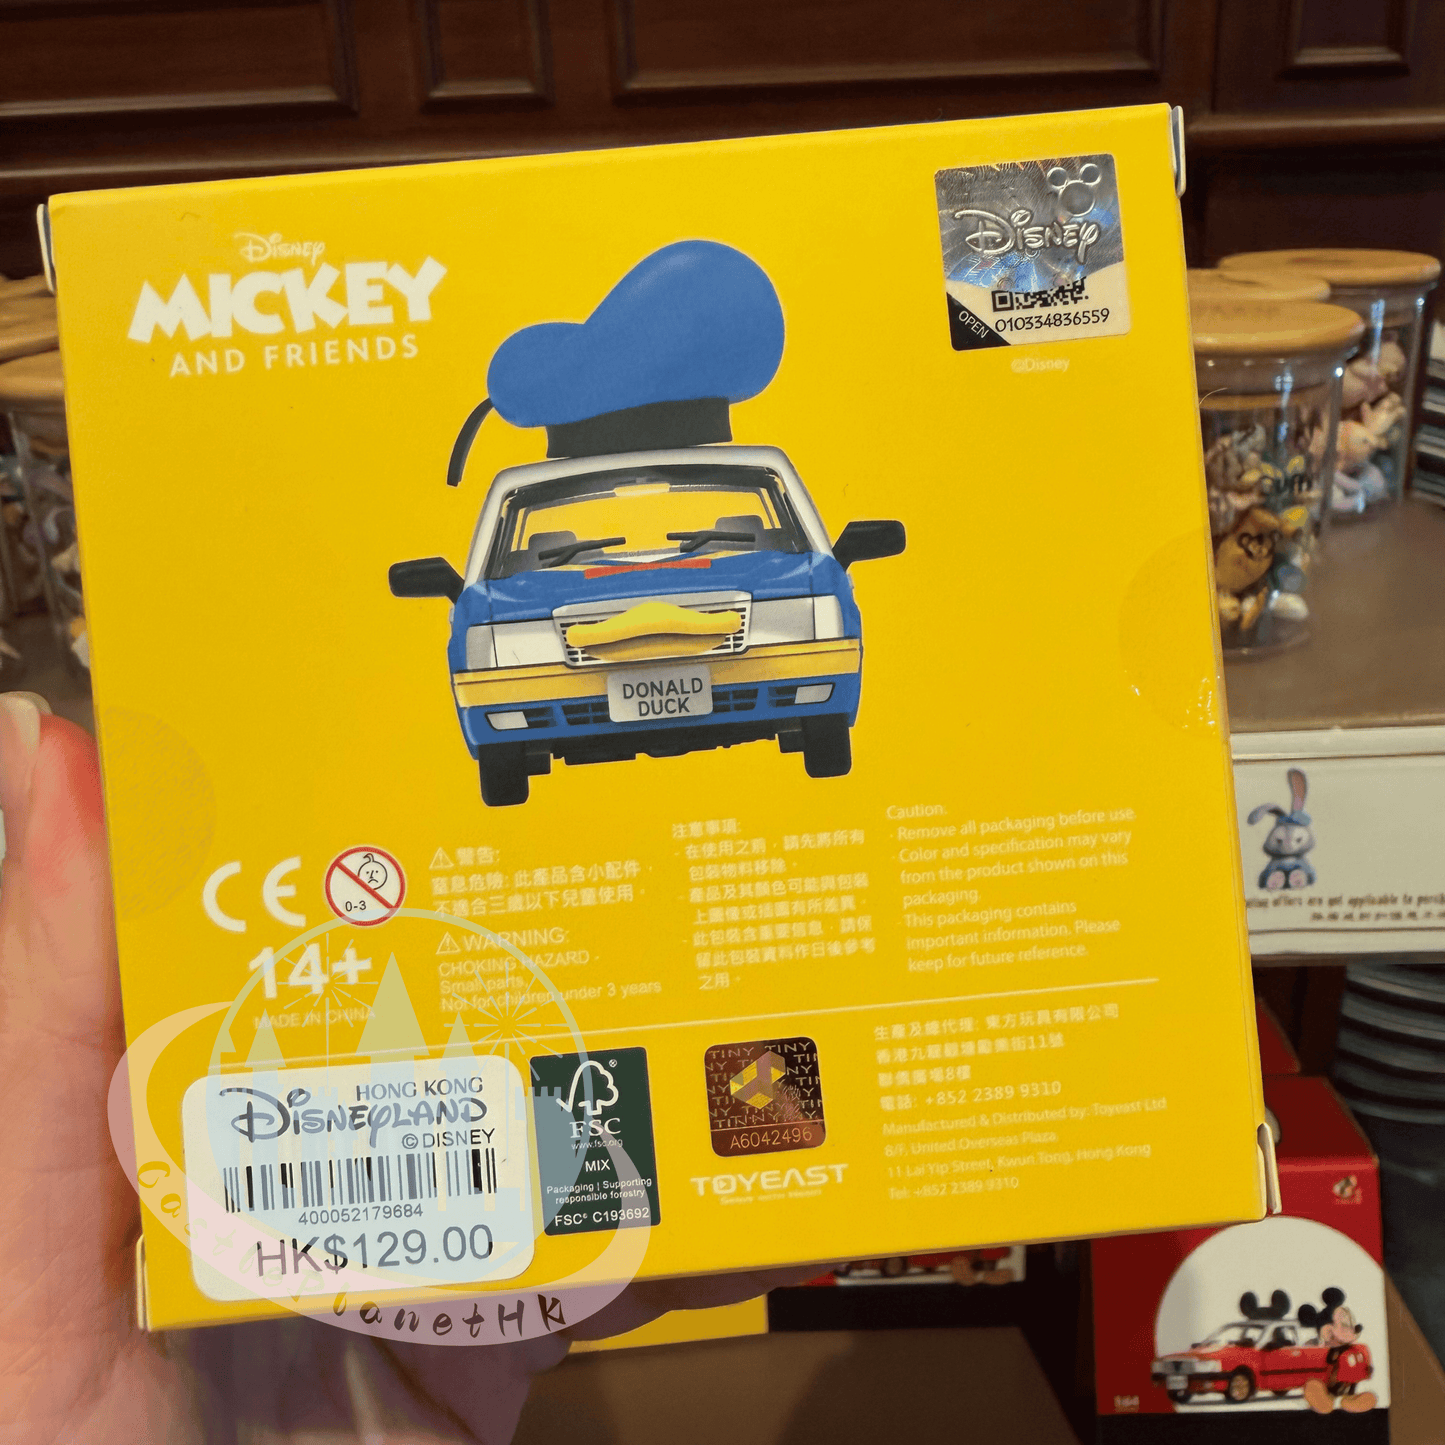 Disney
MICKEY
AND FRIENDS
Disney
OPEN
010334836559
©Disney
DONALD
DUCK
CE
0-3
14+
MADE IN CHINA
警告:
窒息危險: 此產品含小配件，
不適合三歲以下兒童使用。
WARNING:
CHOKING HAZARD -
Small parts.
Not for children under 3 years
注意事項:
· 在使用之前，請先將所有
包裝物料移除。
· 產品及其顏色可能與包裝
上圖像或插圖有所差異。
· 此包裝含重要信息，請保
留此包裝資料作日後參考
之用。
Caution:
· Remove all packaging before use.
· Color and specification may vary
from the product shown on this
packaging.
· This packaging contains
important information. Please
keep for future reference.
HONG KONG
DISNEYLAND
© DISNEY
400052179684
HK$129.00
FSC®
www.fsc.org
MIX
Packaging | Supporting
responsible forestry
FSC® C193692
TINY TINY TIN
A6042496
TOYEAST
生產及總代理: 東方玩具有限公司
香港九龍觀塘勵業街11號
聯僑廣場8樓
電話: +852 2389 9310
Manufactured & Distributed by: Toyeast Ltd
8/F, United Overseas Plaza,
11 Lai Yip Street, Kwun Tong, Hong Kong
Tel: +852 2389 9310
CastlePlanetHK
1:64